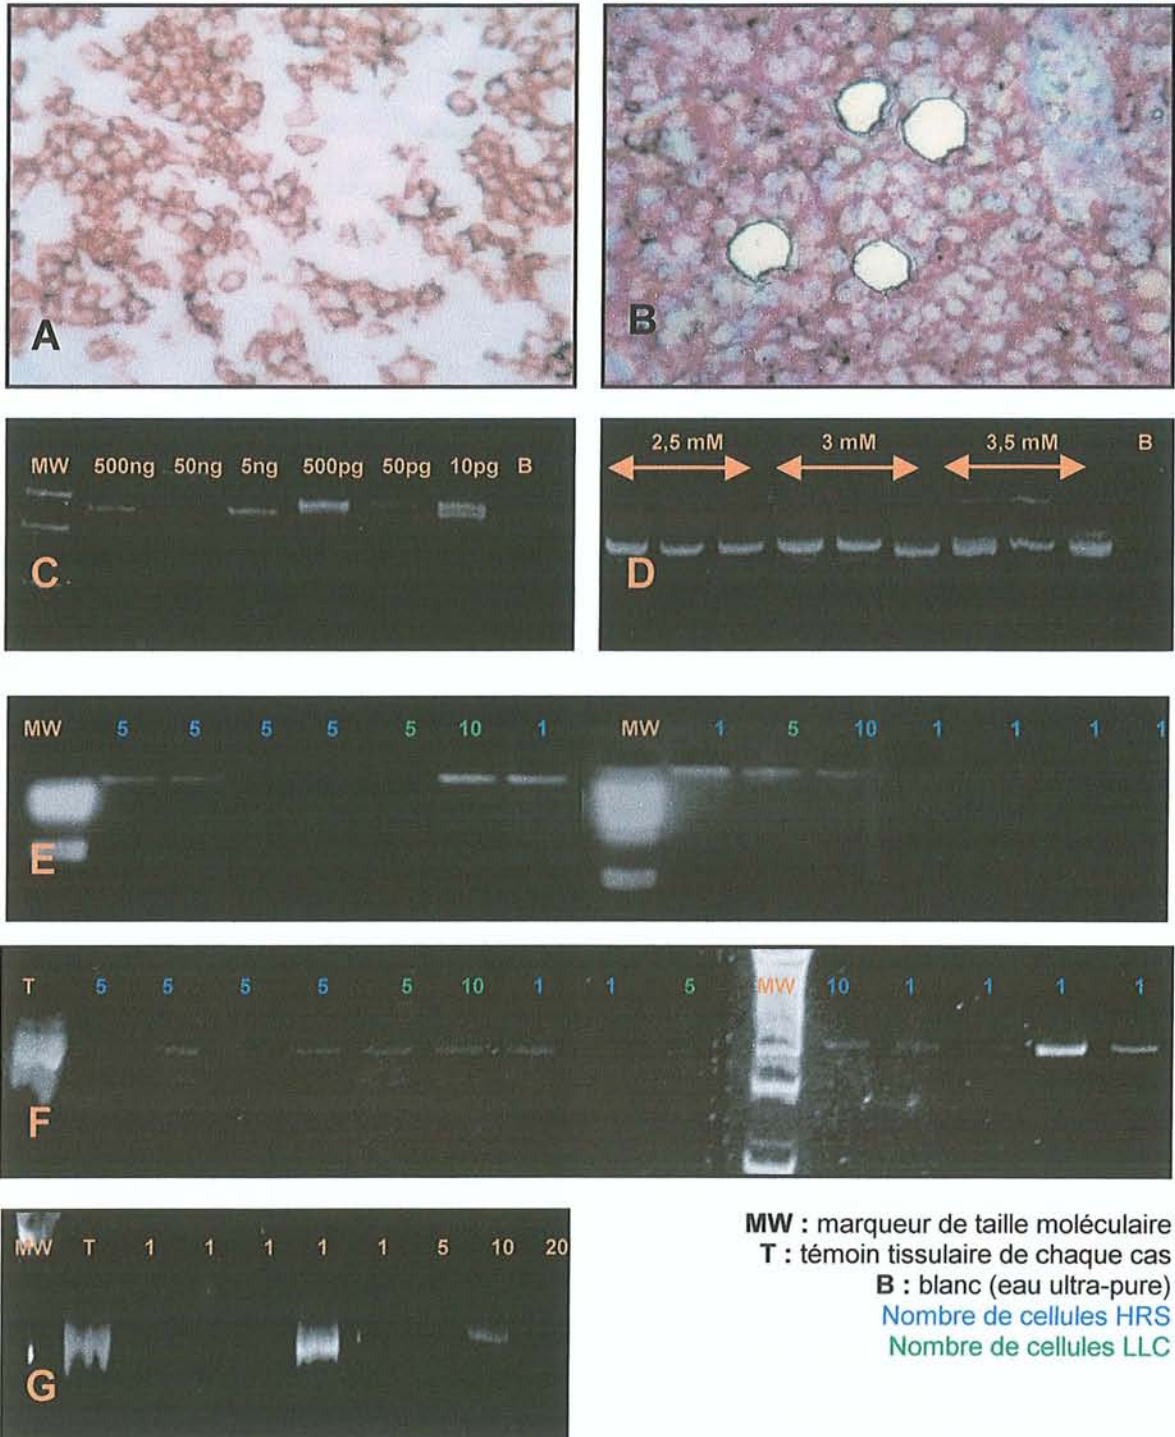 A
B
MW 500ng 50ng 5ng 500pg 50pg 10pg B
C
2,5 mM 3 mM 3,5 mM B
D
MW 5 5 5 5 5 10 1 MW 1 5 10 1 1 1 1
E
T 5 5 5 5 5 10 1 1 5 MW 10 1 1 1 1
F
MW T 1 1 1 1 1 5 10 20
G
MW : marqueur de taille moléculaire
T : témoin tissulaire de chaque cas
B : blanc (eau ultra-pure)
Nombre de cellules HRS
Nombre de cellules LLC